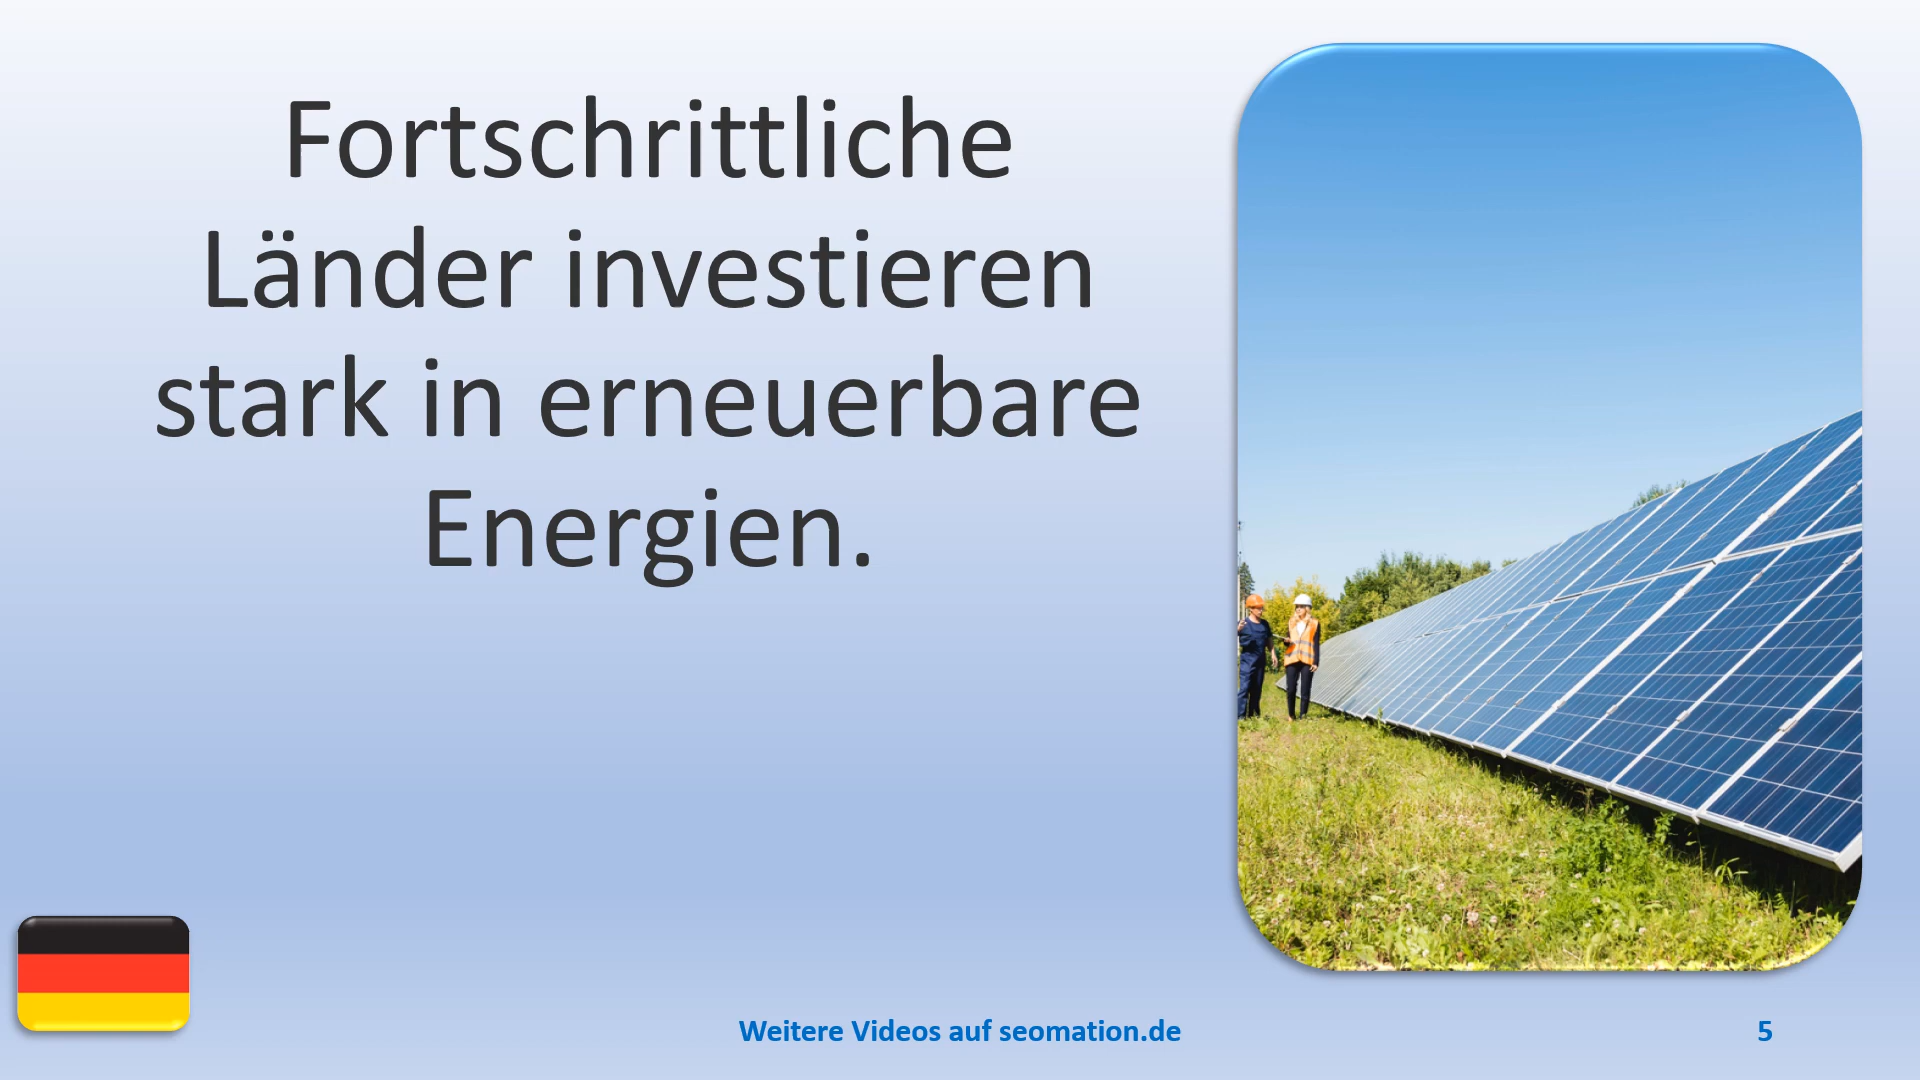 Fortschrittliche
Länder investieren
stark in erneuerbare
Energien.
Weitere Videos auf seomation.de
5